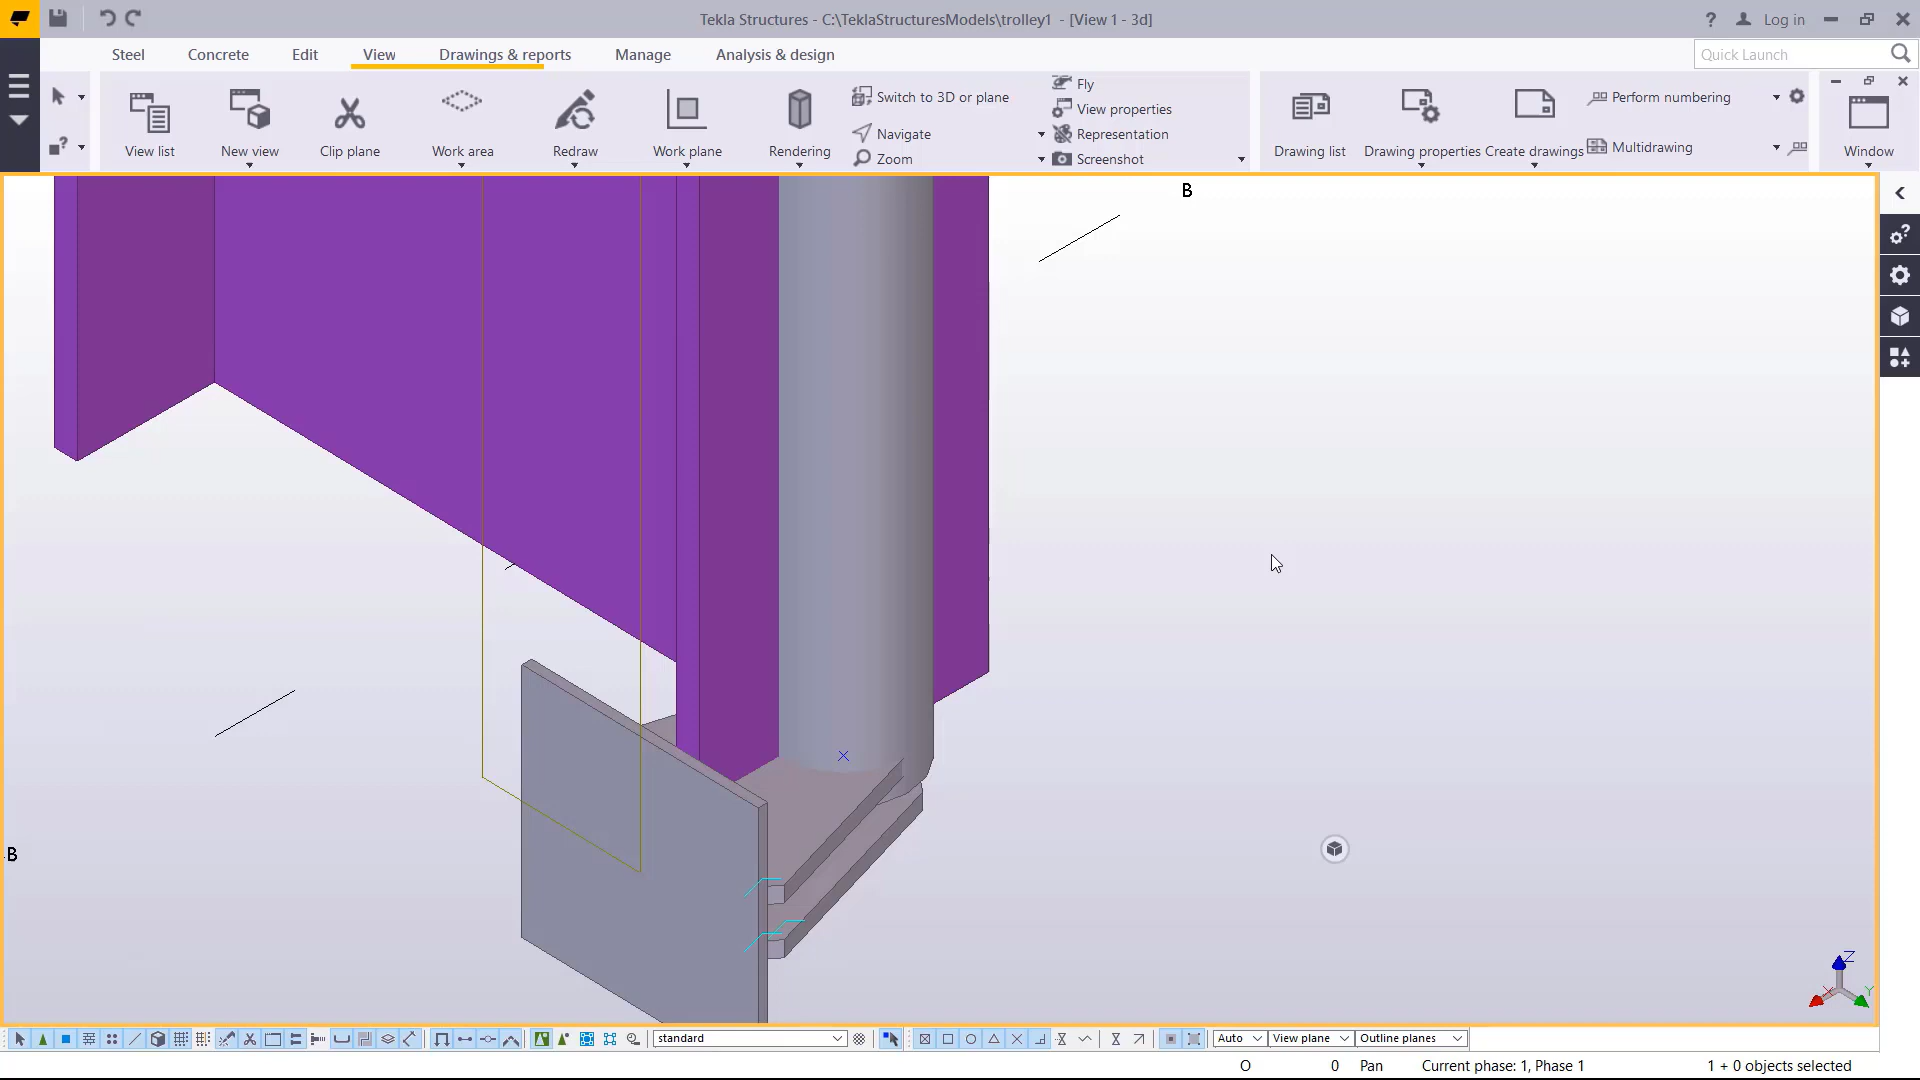 Tekla Structures - C:\TeklaStructuresModels\trolley1 - [View 1 - 3d]
? Log in
Steel Concrete Edit View Drawings & reports Manage Analysis & design
Quick Launch
Fly
Switch to 3D or plane
View properties
Perform numbering
Navigate
Representation
Multidrawing
View list New view Clip plane Work area Redraw Work plane Rendering
Zoom
Screenshot
Drawing list Drawing properties Create drawings
Window
B
B
Z
X
Y
standard
Auto View plane Outline planes
O 0 Pan Current phase: 1, Phase 1 1 + 0 objects selected